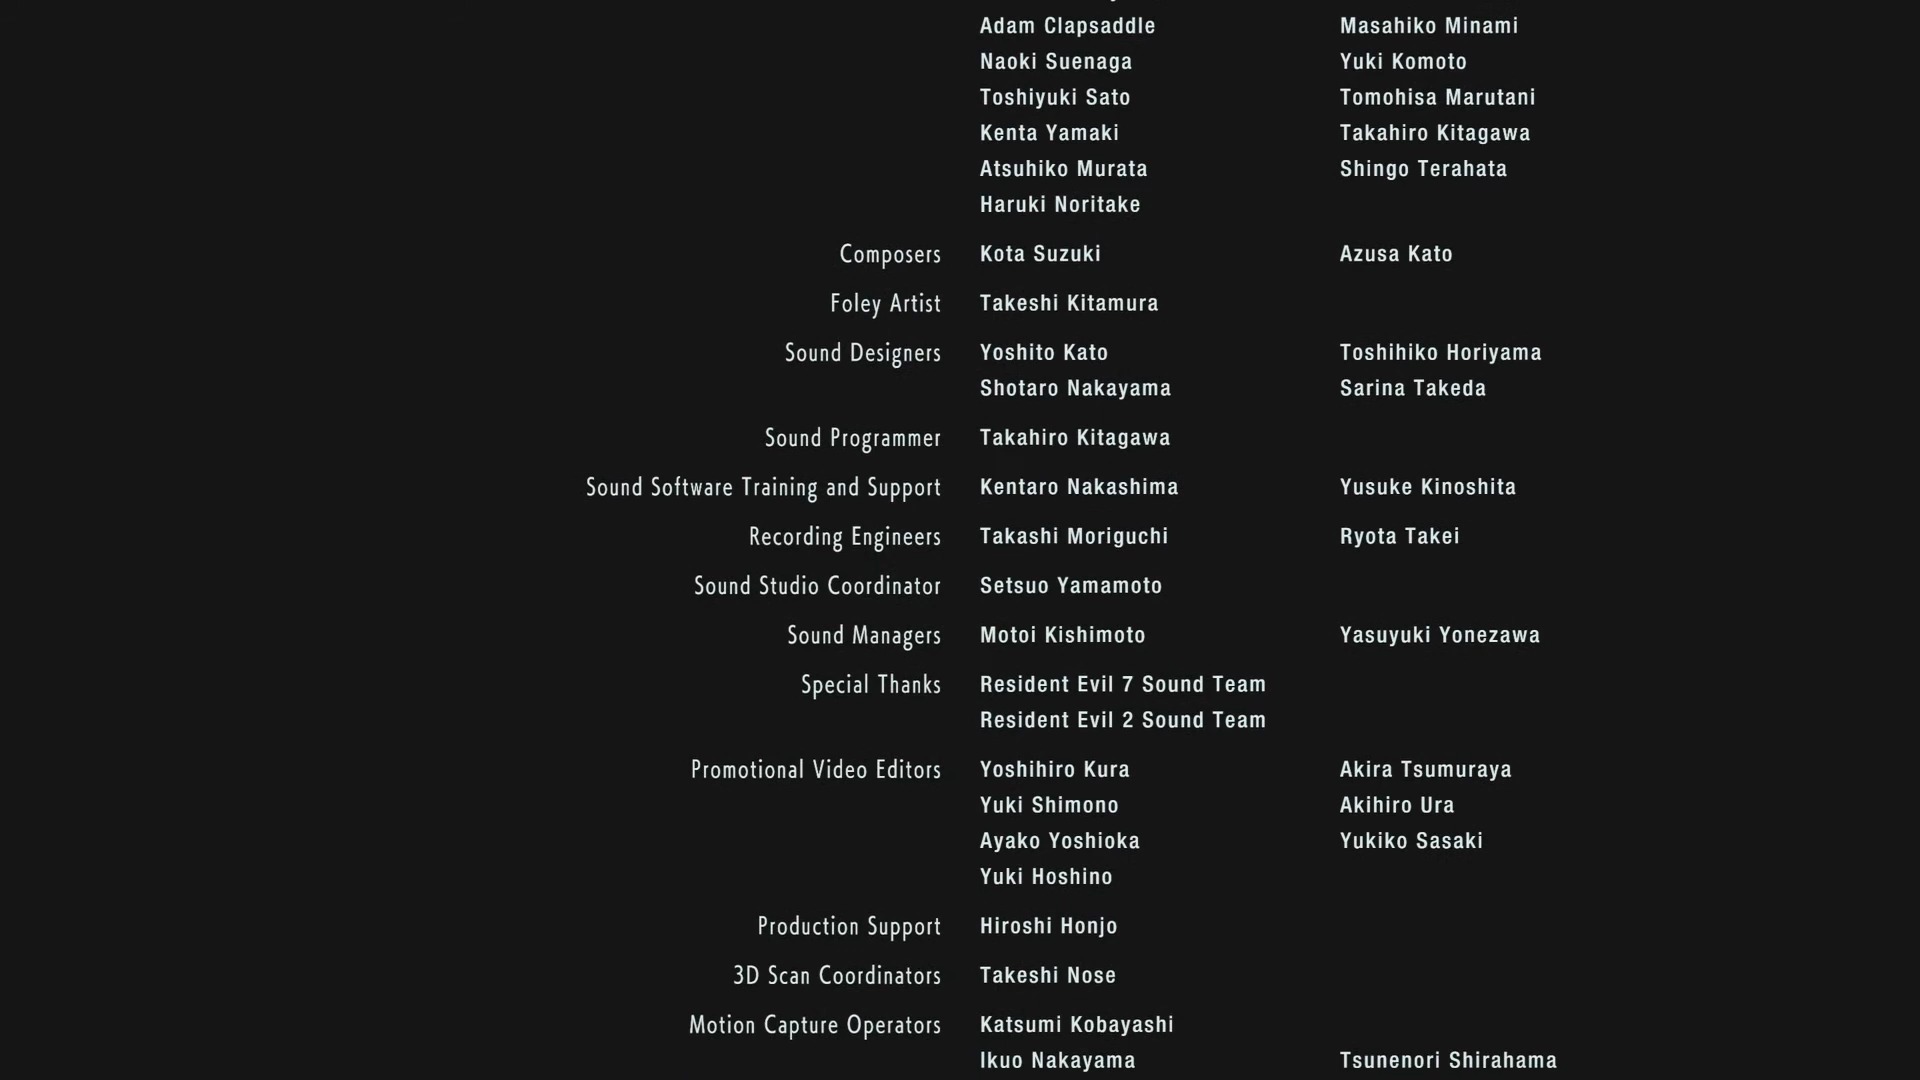 Adam Clapsaddle Masahiko Minami
Naoki Suenaga Yuki Komoto
Toshiyuki Sato Tomohisa Marutani
Kenta Yamaki Takahiro Kitagawa
Atsuhiko Murata Shingo Terahata
Haruki Noritake
Composers Kota Suzuki Azusa Kato
Foley Artist Takeshi Kitamura
Sound Designers Yoshito Kato Toshihiko Horiyama
Shotaro Nakayama Sarina Takeda
Sound Programmer Takahiro Kitagawa
Sound Software Training and Support Kentaro Nakashima Yusuke Kinoshita
Recording Engineers Takashi Moriguchi Ryota Takei
Sound Studio Coordinator Setsuo Yamamoto
Sound Managers Motoi Kishimoto Yasuyuki Yonezawa
Special Thanks Resident Evil 7 Sound Team
Resident Evil 2 Sound Team
Promotional Video Editors Yoshihiro Kura Akira Tsumuraya
Yuki Shimono Akihiro Ura
Ayako Yoshioka Yukiko Sasaki
Yuki Hoshino
Production Support Hiroshi Honjo
3D Scan Coordinators Takeshi Nose
Motion Capture Operators Katsumi Kobayashi
Ikuo Nakayama Tsunenori Shirahama